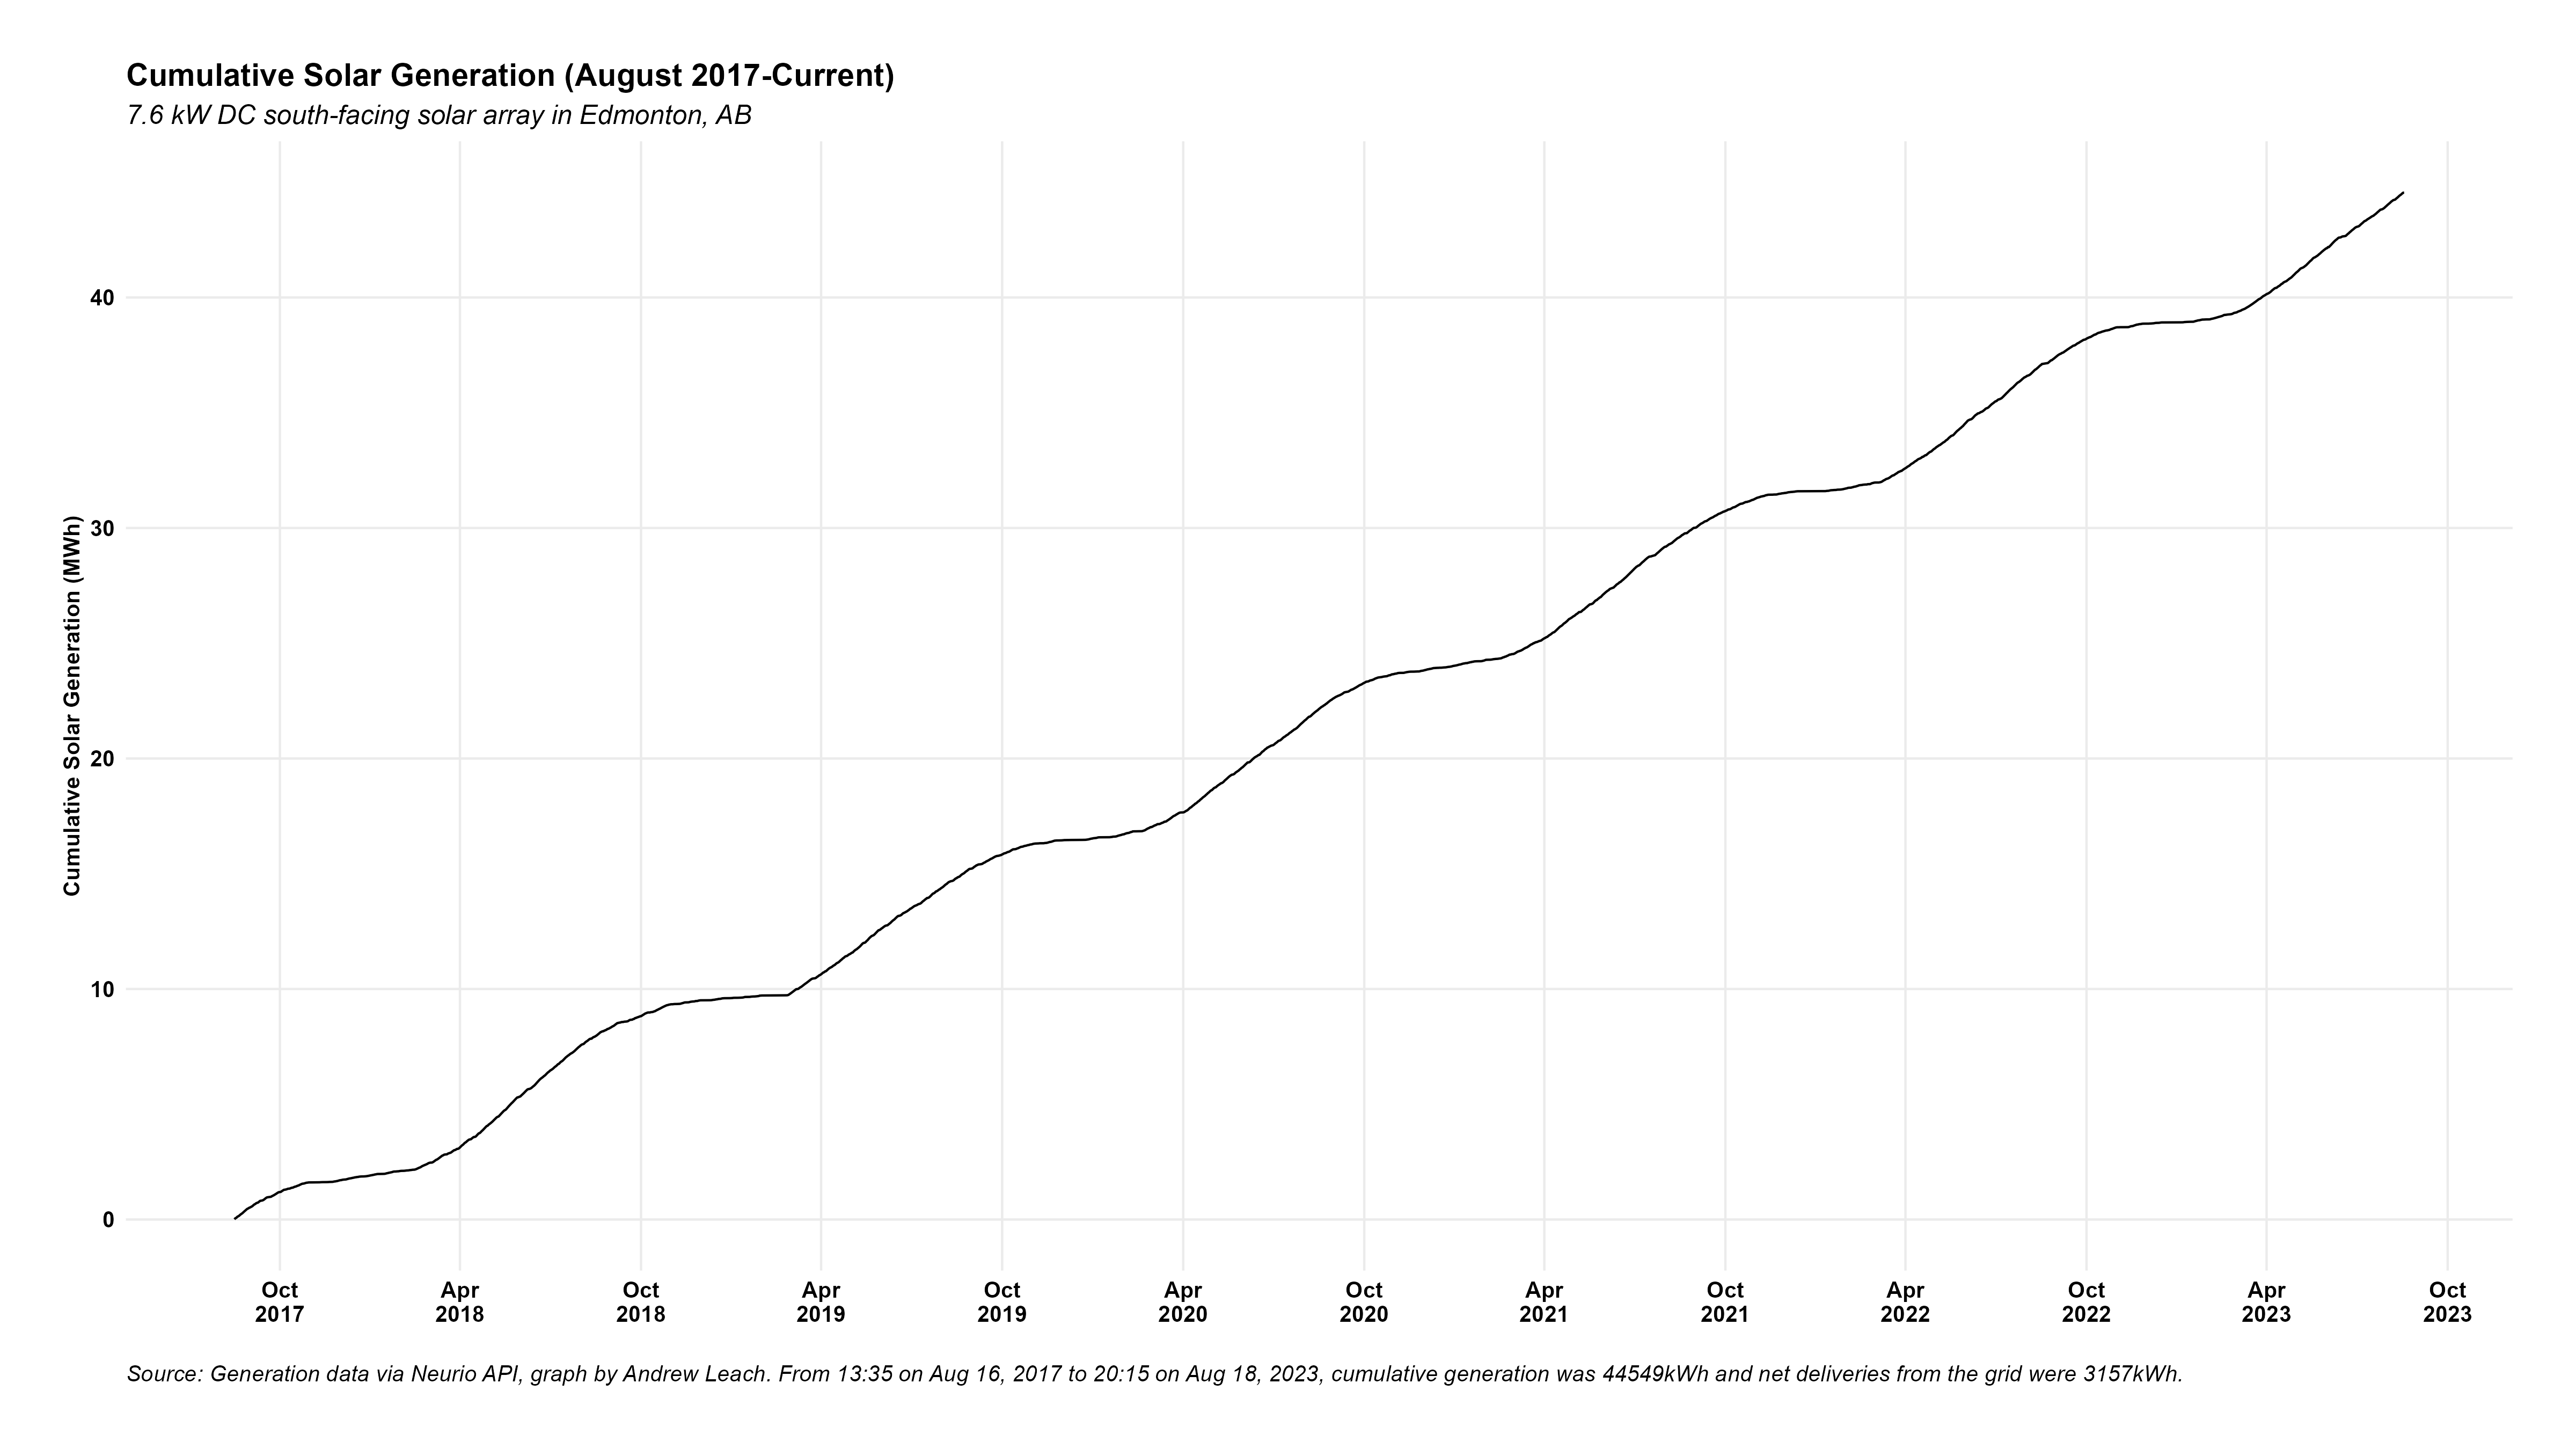 Cumulative Solar Generation (August 2017-Current)
7.6 kW DC south-facing solar array in Edmonton, AB
Cumulative Solar Generation (MWh)
40
30
20
10
0
Oct 2017
Apr 2018
Oct 2018
Apr 2019
Oct 2019
Apr 2020
Oct 2020
Apr 2021
Oct 2021
Apr 2022
Oct 2022
Apr 2023
Oct 2023
Source: Generation data via Neurio API, graph by Andrew Leach. From 13:35 on Aug 16, 2017 to 20:15 on Aug 18, 2023, cumulative generation was 44549kWh and net deliveries from the grid were 3157kWh.